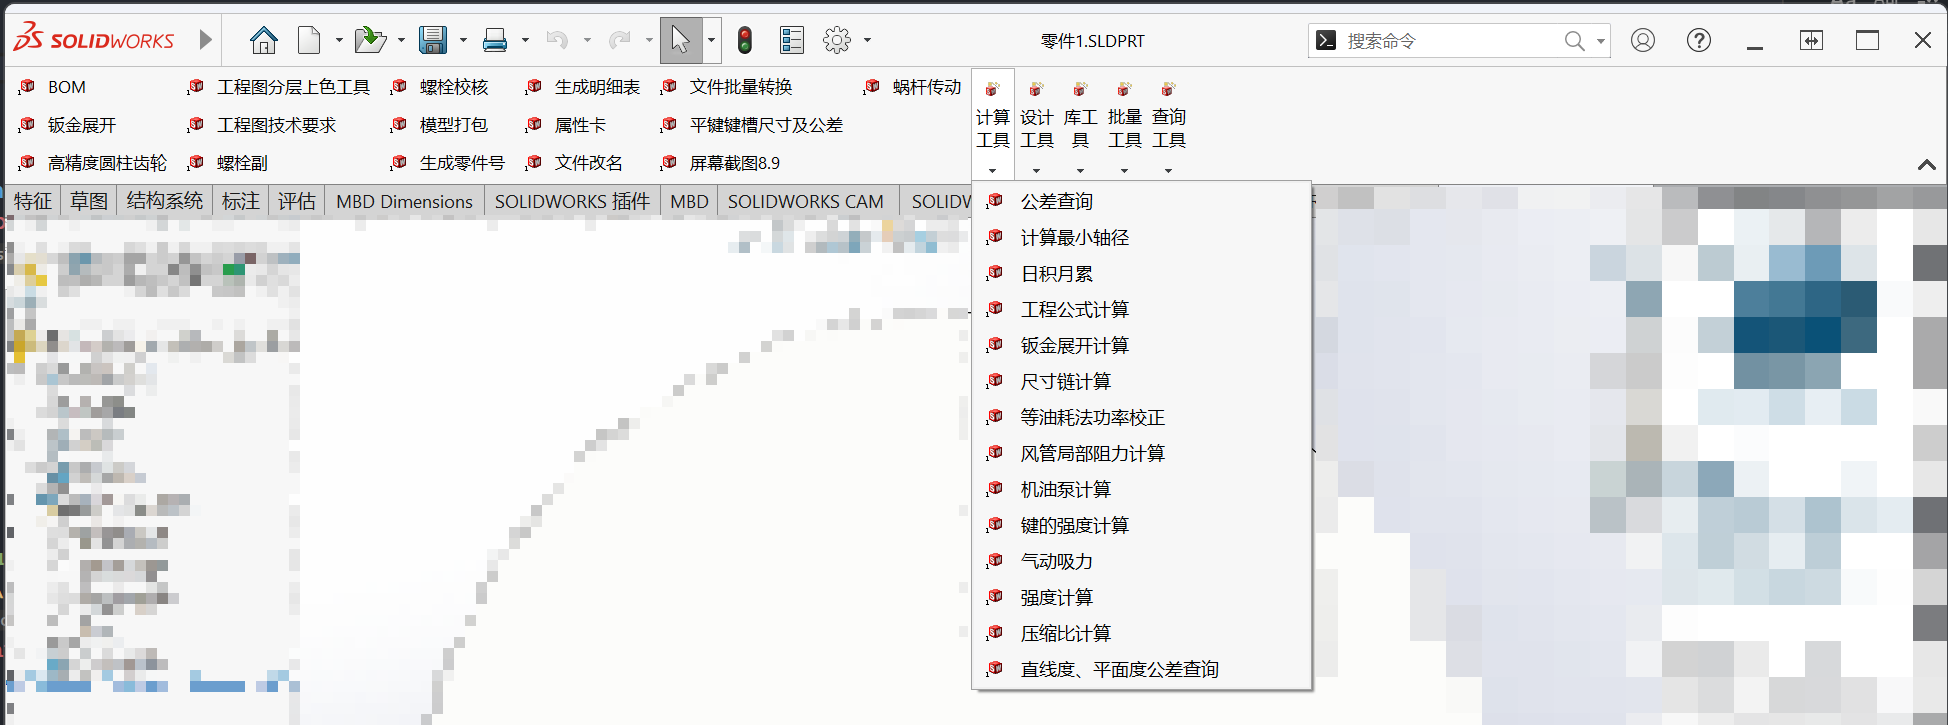 SOLIDWORKS
零件1.SLDPRT
搜索命令
BOM
工程图分层上色工具
螺栓校核
生成明细表
文件批量转换
蜗杆传动
钣金展开
工程图技术要求
模型打包
属性卡
平键键槽尺寸及公差
高精度圆柱齿轮
螺栓副
生成零件号
文件改名
屏幕截图8.9
计算
工具
设计
工具
库工
具
批量
工具
查询
工具
特征
草图
结构系统
标注
评估
MBD Dimensions
SOLIDWORKS 插件
MBD
SOLIDWORKS CAM
公差查询
计算最小轴径
日积月累
工程公式计算
钣金展开计算
尺寸链计算
等油耗法功率校正
风管局部阻力计算
机油泵计算
键的强度计算
气动吸力
强度计算
压缩比计算
直线度、平面度公差查询